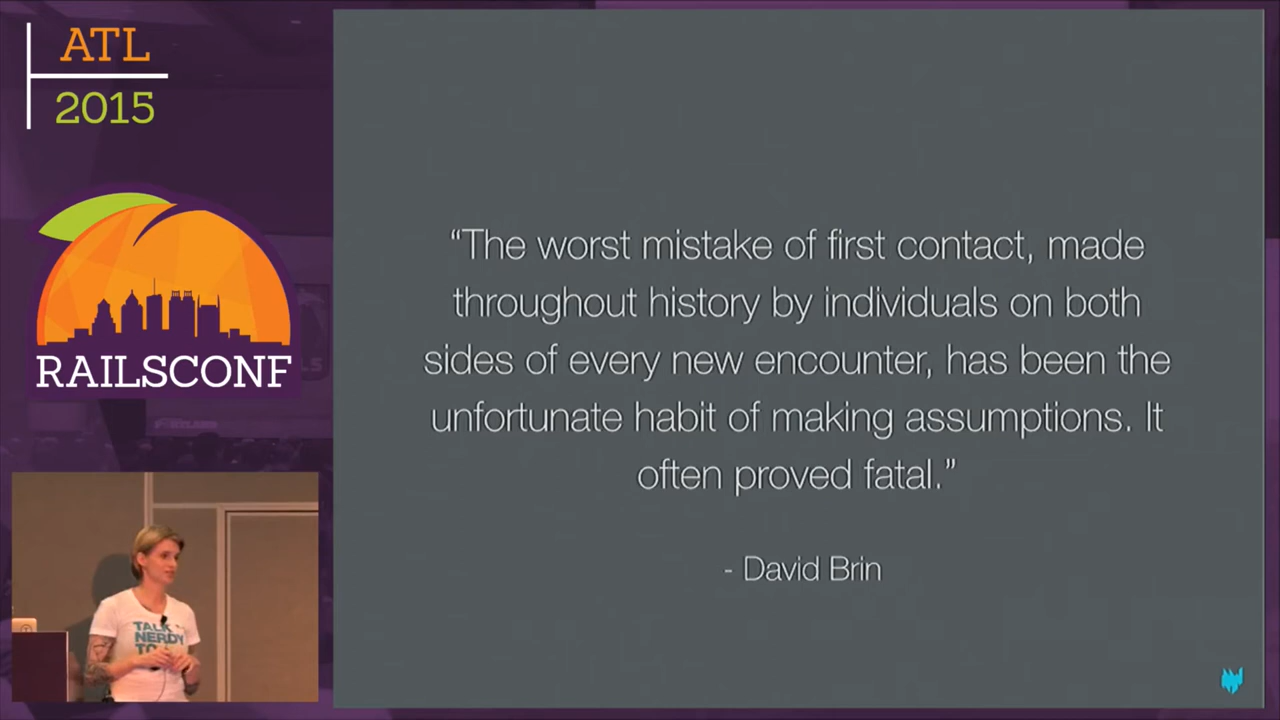 ATL
2015
RAILSCONF
TALK
NERDY
TO
“The worst mistake of first contact, made
throughout history by individuals on both
sides of every new encounter, has been the
unfortunate habit of making assumptions. It
often proved fatal.”
- David Brin